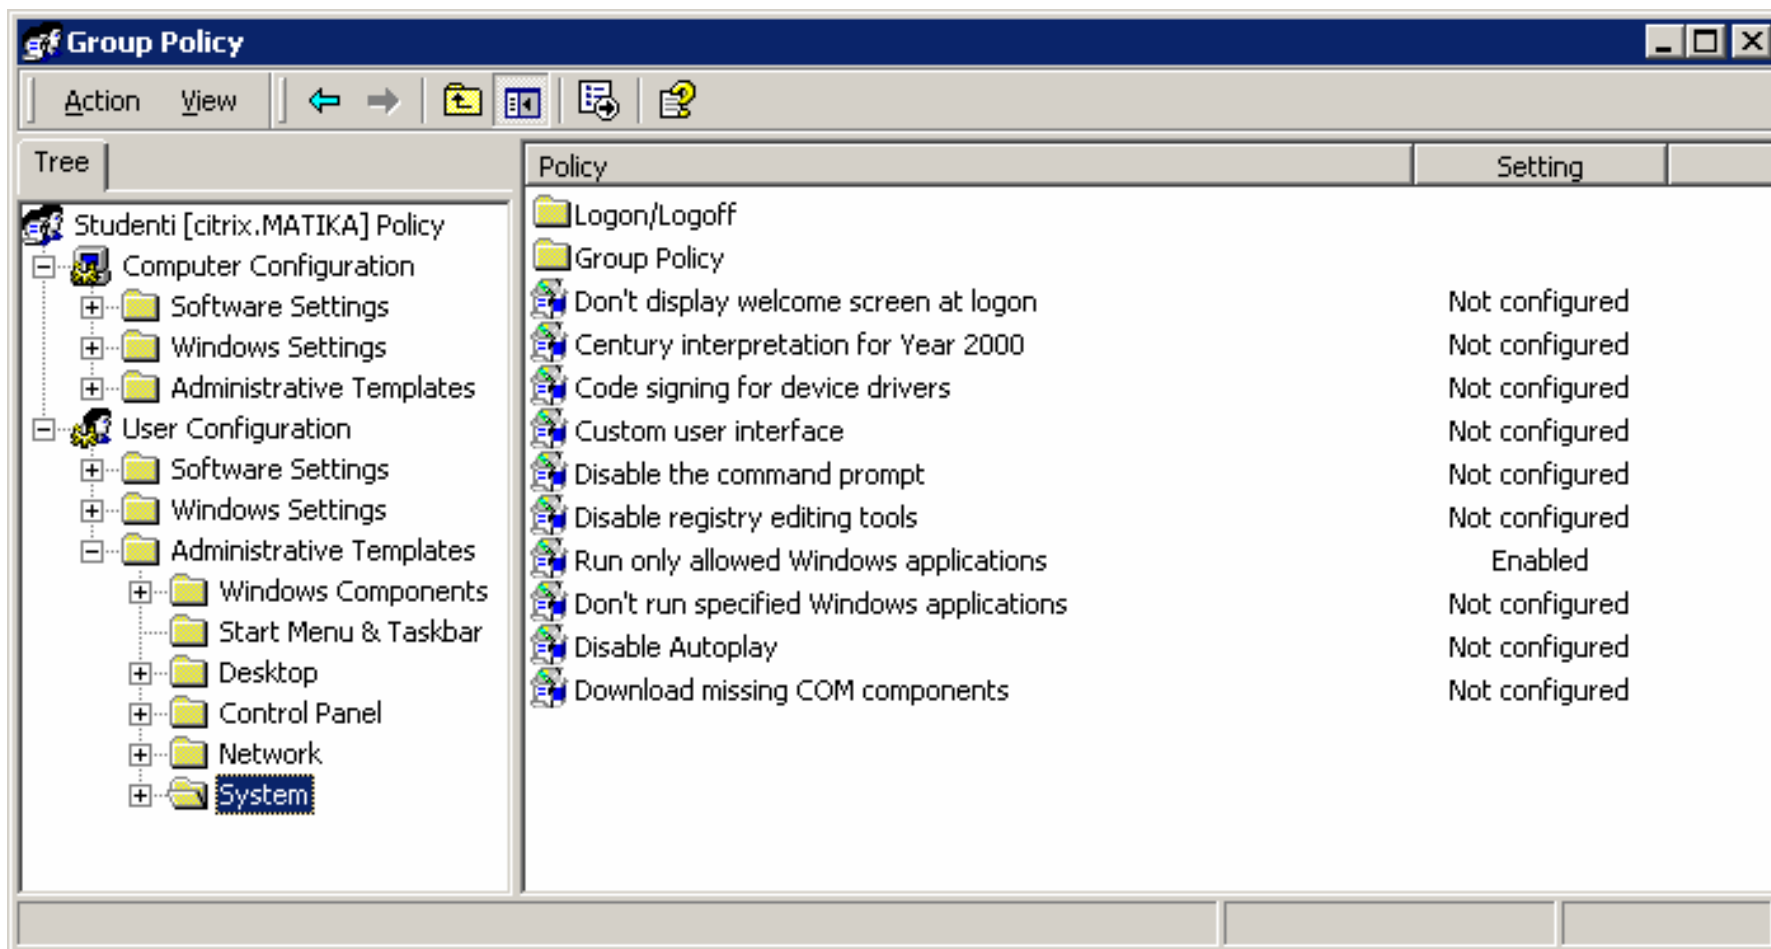 Group Policy
Action View
Tree
Studenti [citrix.MATIKA] Policy
Computer Configuration
Software Settings
Windows Settings
Administrative Templates
User Configuration
Software Settings
Windows Settings
Administrative Templates
Windows Components
Start Menu & Taskbar
Desktop
Control Panel
Network
System
Policy Setting
Logon/Logoff
Group Policy
Don't display welcome screen at logon Not configured
Century interpretation for Year 2000 Not configured
Code signing for device drivers Not configured
Custom user interface Not configured
Disable the command prompt Not configured
Disable registry editing tools Not configured
Run only allowed Windows applications Enabled
Don't run specified Windows applications Not configured
Disable Autoplay Not configured
Download missing COM components Not configured